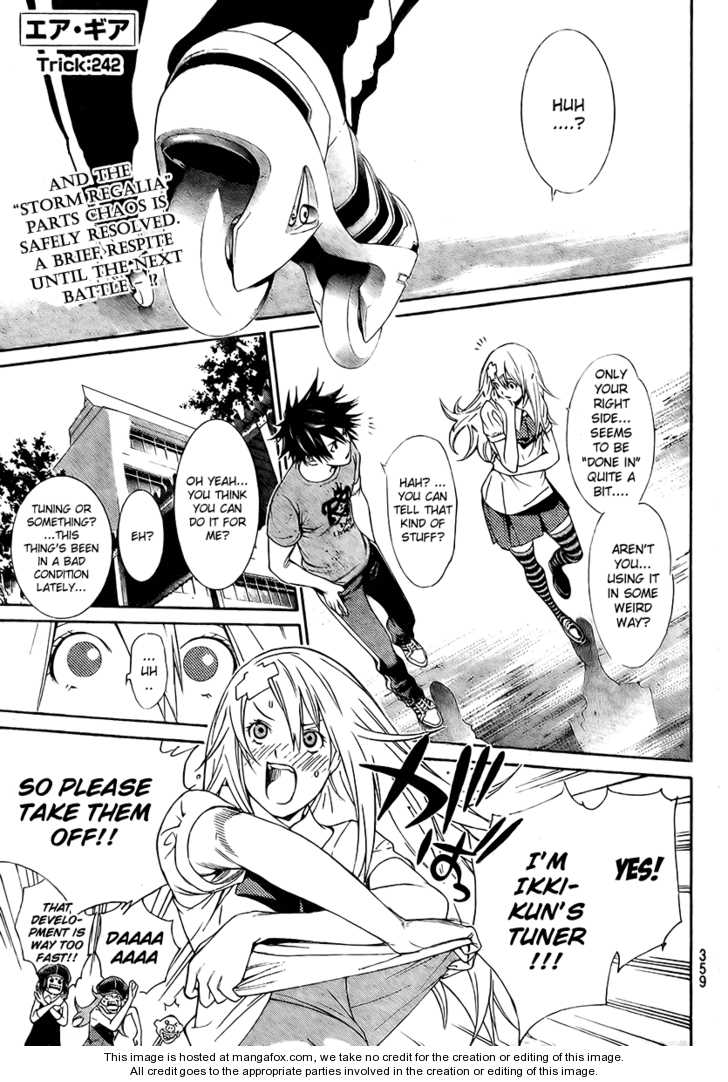 エア・ギア
Trick:242
HUH
....?
AND THE
"STORM REGALIA"
PARTS CHAOS IS
SAFELY RESOLVED.
A BRIEF RESPITE
UNTIL THE NEXT
BATTLE - !?
ONLY
YOUR
RIGHT
SIDE...
SEEMS
TO BE
"DONE IN"
QUITE A
BIT....
AREN'T
YOU...
USING IT
IN SOME
WEIRD
WAY?
HAH? ...
YOU CAN
TELL THAT
KIND OF
STUFF?
OH YEAH...
YOU THINK
YOU CAN
DO IT FOR
ME?
EH?
TUNING OR
SOMETHING?
...THIS
THING'S BEEN
IN A BAD
CONDITION
LATELY...
...
UH
..
YES!
I'M
IKKI-
KUN'S
TUNER
!!!
SO PLEASE
TAKE THEM
OFF!!
THAT
DEVELO-
PMENT IS
WAY TOO
FAST!!
DAAAA
AAAA
359
This image is hosted at mangafox.com, we take no credit for the creation or editing of this image.
All credit goes to the appropriate parties involved in the creation or editing of this image.